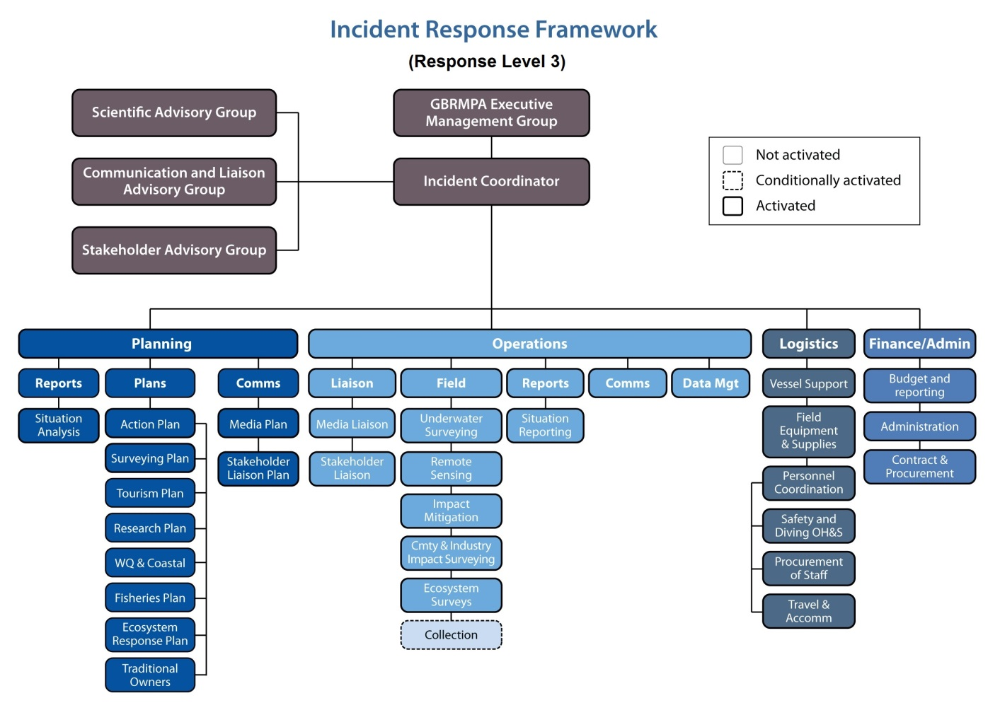 Incident Response Framework
(Response Level 3)
Scientific Advisory Group
GBRMPA Executive
Management Group
Communication and Liaison
Advisory Group
Incident Coordinator
Stakeholder Advisory Group
Not activated
Conditionally activated
Activated
Planning
Reports
Situation
Analysis
Plans
Action Plan
Surveying Plan
Tourism Plan
Research Plan
WQ & Coastal
Fisheries Plan
Ecosystem
Response Plan
Traditional
Owners
Comms
Media Plan
Stakeholder
Liaison Plan
Operations
Liaison
Media Liaison
Stakeholder
Liaison
Field
Underwater
Surveying
Remote
Sensing
Impact
Mitigation
Cmty & Industry
Impact Surveying
Ecosystem
Surveys
Collection
Reports
Situation
Reporting
Comms
Data Mgt
Logistics
Vessel Support
Field
Equipment
& Supplies
Personnel
Coordination
Safety and
Diving OH&S
Procurement
of Staff
Travel &
Accomm
Finance/Admin
Budget and
reporting
Administration
Contract &
Procurement